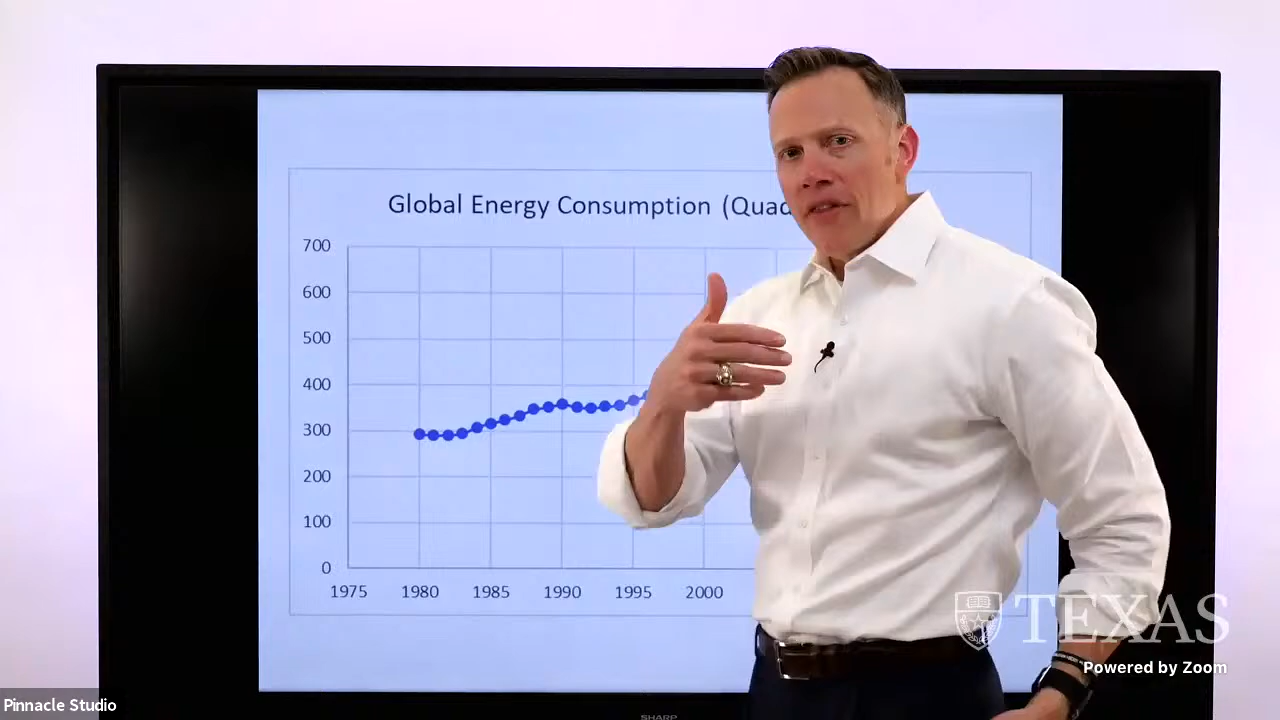 Global Energy Consumption (Quad
700
600
500
400
300
200
100
0
1975 1980 1985 1990 1995 2000
TEXAS
Powered by Zoom
Pinnacle Studio
SHARP